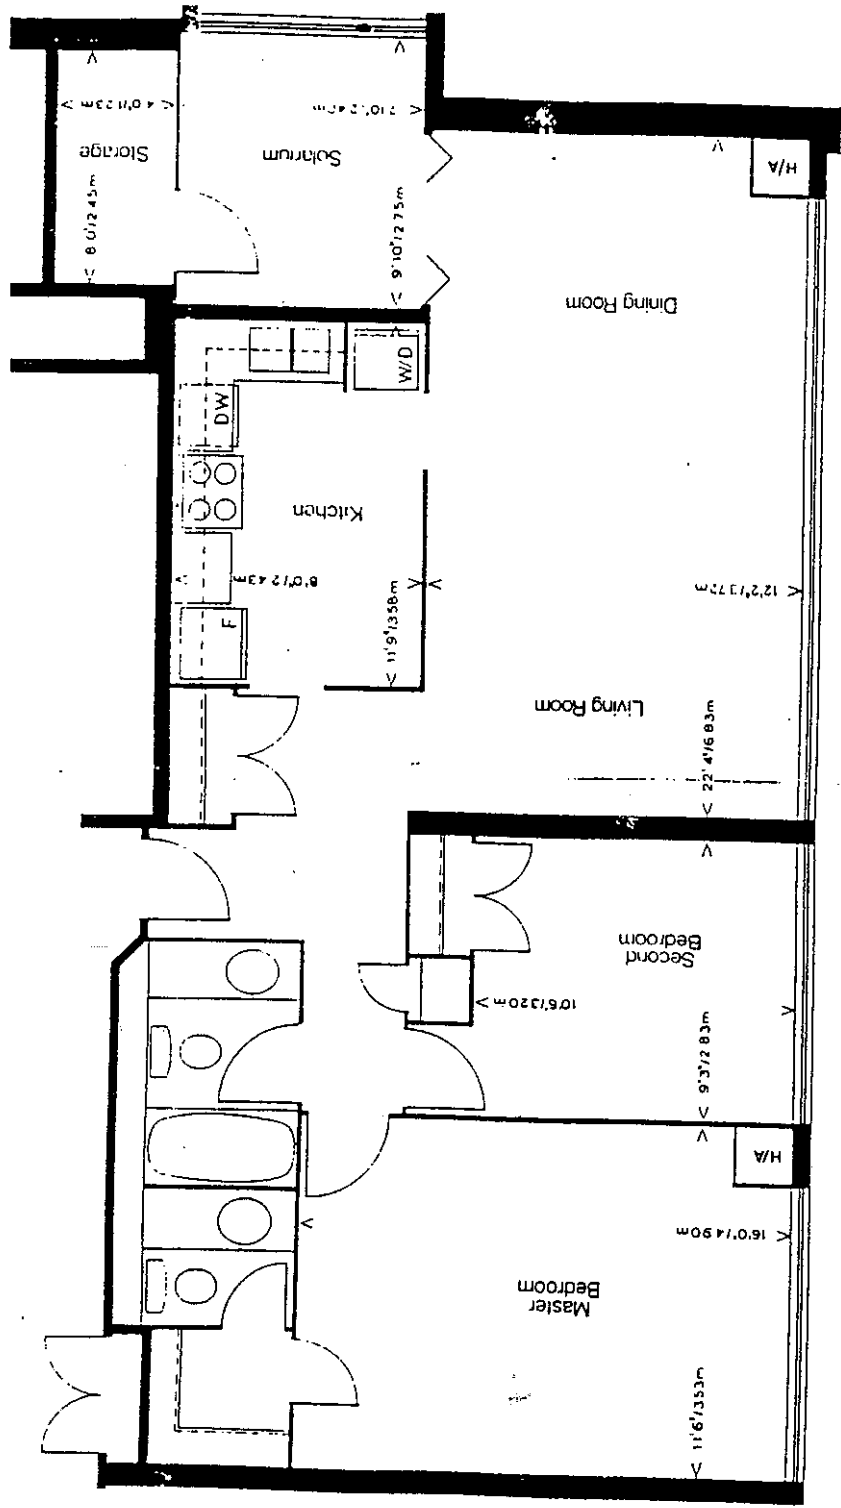 4'0"/1.23m
Storage
8'0"/2.45m
7'10"/2.40m
Solarium
9'10"/2.75m
H/A
Dining Room
W/D
DW
Kitchen
8'0"/2.43m
F
11'9"/3.58m
12'2"/3.72m
Living Room
22'4"/6.83m
Second
Bedroom
10'6"/3.20m
9'3"/2.83m
H/A
16'0"/4.90m
Master
Bedroom
11'6"/3.53m